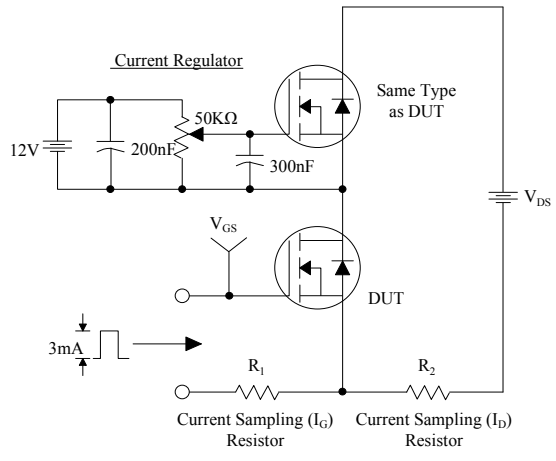 Current Regulator
50KΩ
Same Type
as DUT
12V
200nF
300nF
V_DS
V_GS
DUT
3mA
R_1
R_2
Current Sampling (I_G)
Resistor
Current Sampling (I_D)
Resistor